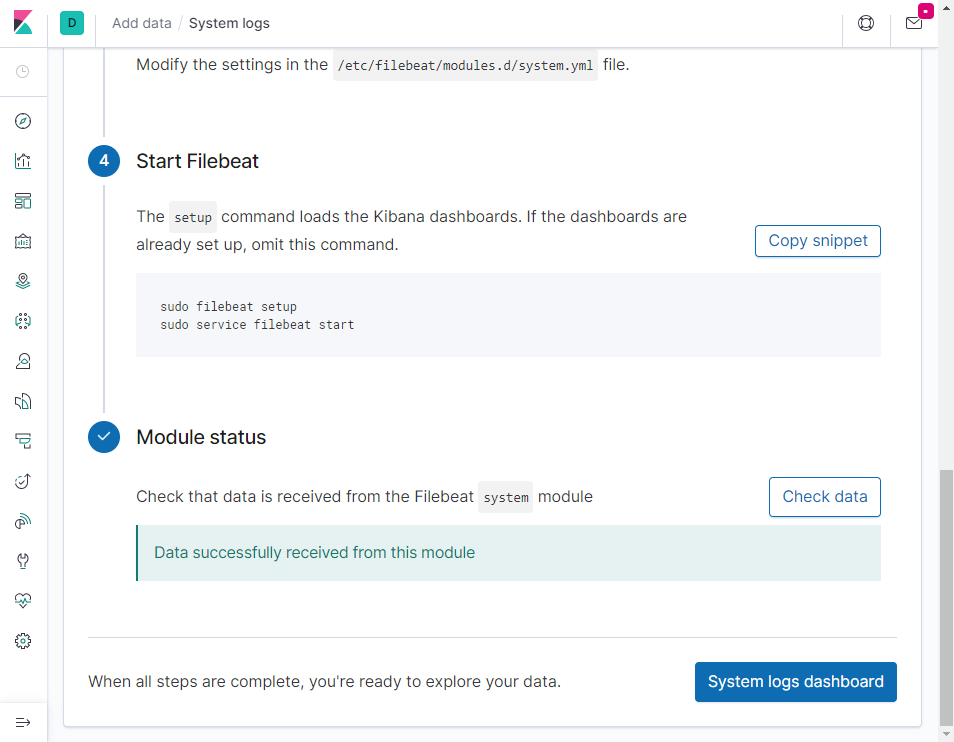 D Add data / System logs
Modify the settings in the /etc/filebeat/modules.d/system.yml file.
4 Start Filebeat
The setup command loads the Kibana dashboards. If the dashboards are
already set up, omit this command.
Copy snippet
sudo filebeat setup
sudo service filebeat start
Module status
Check that data is received from the Filebeat system module
Check data
Data successfully received from this module
When all steps are complete, you're ready to explore your data.
System logs dashboard